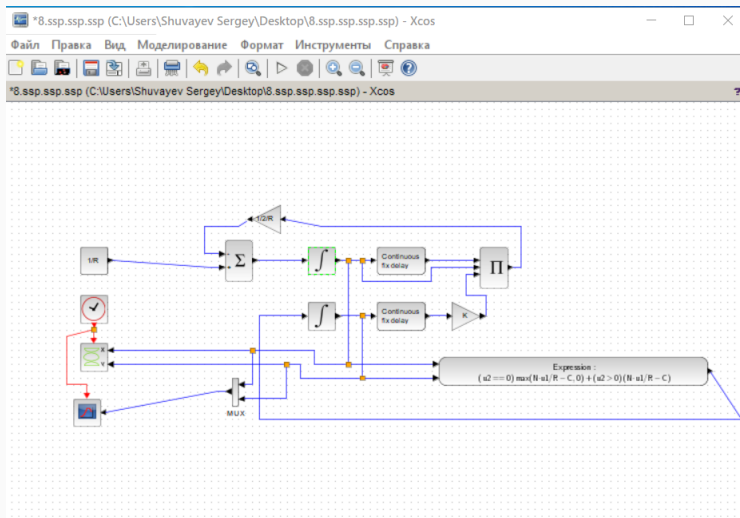 *8.ssp.ssp.ssp (C:\Users\Shuvayev Sergey\Desktop\8.ssp.ssp.ssp.ssp) - Xcos
Файл Правка Вид Моделирование Формат Инструменты Справка
*8.ssp.ssp.ssp (C:\Users\Shuvayev Sergey\Desktop\8.ssp.ssp.ssp.ssp) - Xcos
?
1/2/R
1/R
Σ
∫
Continuous
fix delay
Π
∫
Continuous
fix delay
K
X
Y
Expression :
(u2 == 0) max(N·u1/R − C, 0) + (u2 > 0) (N·u1/R − C)
MUX